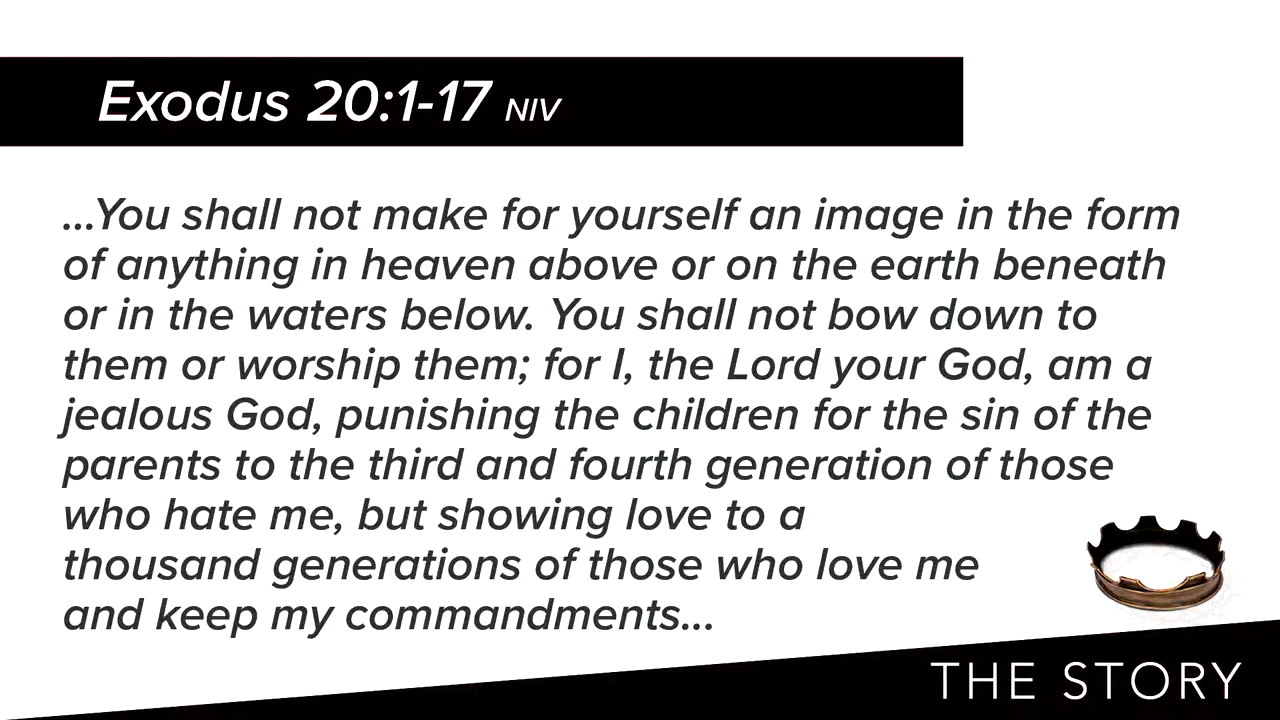 Exodus 20:1-17 NIV
...You shall not make for yourself an image in the form
of anything in heaven above or on the earth beneath
or in the waters below. You shall not bow down to
them or worship them; for I, the Lord your God, am a
jealous God, punishing the children for the sin of the
parents to the third and fourth generation of those
who hate me, but showing love to a
thousand generations of those who love me
and keep my commandments...
THE STORY